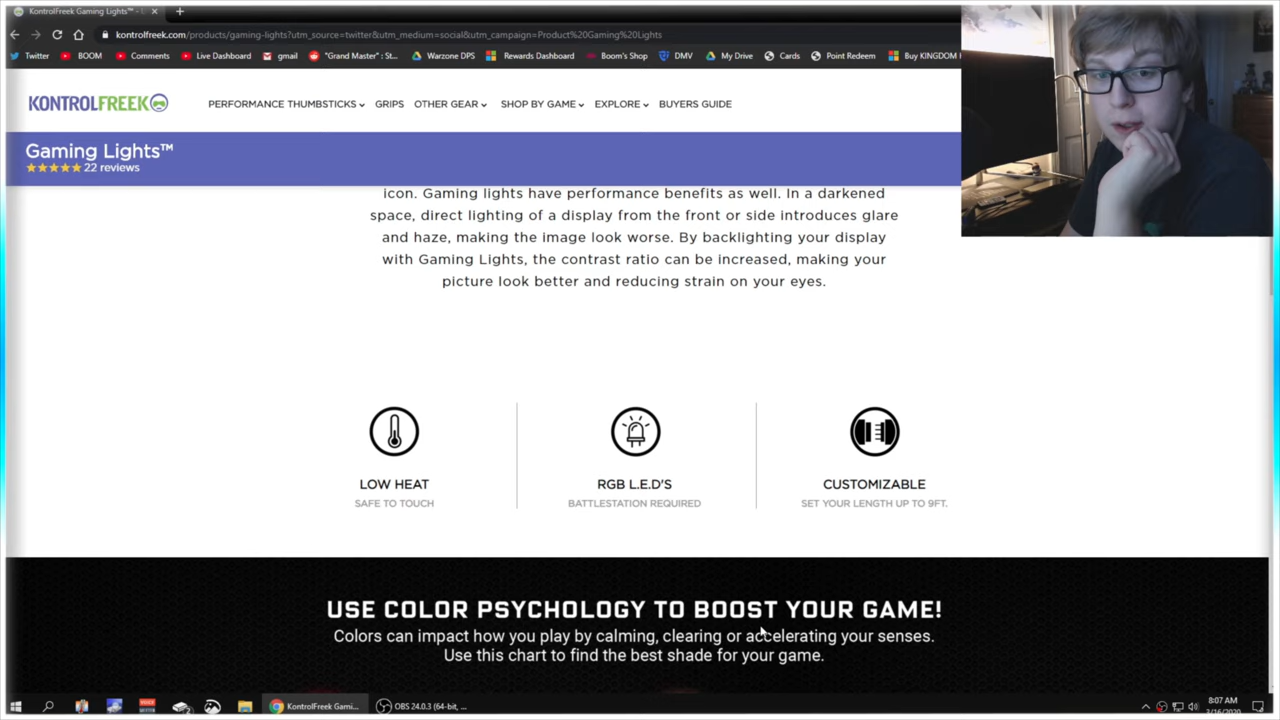 KontrolFreek Gaming Lights™ -
kontrolfreek.com/products/gaming-lights?utm_source=twitter&utm_medium=social&utm_campaign=Product%20Gaming%20Lights
Twitter BOOM Comments Live Dashboard gmail "Grand Master" : St... Warzone DPS Rewards Dashboard Boom's Shop DMV My Drive Cards Point Redeem Buy KINGDOM
KONTROLFREEK
PERFORMANCE THUMBSTICKS GRIPS OTHER GEAR SHOP BY GAME EXPLORE BUYERS GUIDE
Gaming Lights™
22 reviews
icon. Gaming lights have performance benefits as well. In a darkened
space, direct lighting of a display from the front or side introduces glare
and haze, making the image look worse. By backlighting your display
with Gaming Lights, the contrast ratio can be increased, making your
picture look better and reducing strain on your eyes.
LOW HEAT RGB L.E.D'S CUSTOMIZABLE
SAFE TO TOUCH BATTLESTATION REQUIRED SET YOUR LENGTH UP TO 9FT.
USE COLOR PSYCHOLOGY TO BOOST YOUR GAME!
Colors can impact how you play by calming, clearing or accelerating your senses.
Use this chart to find the best shade for your game.
KontrolFreek Gami... OBS 24.0.3 (64-bit, ... 8:07 AM
3/16/2020